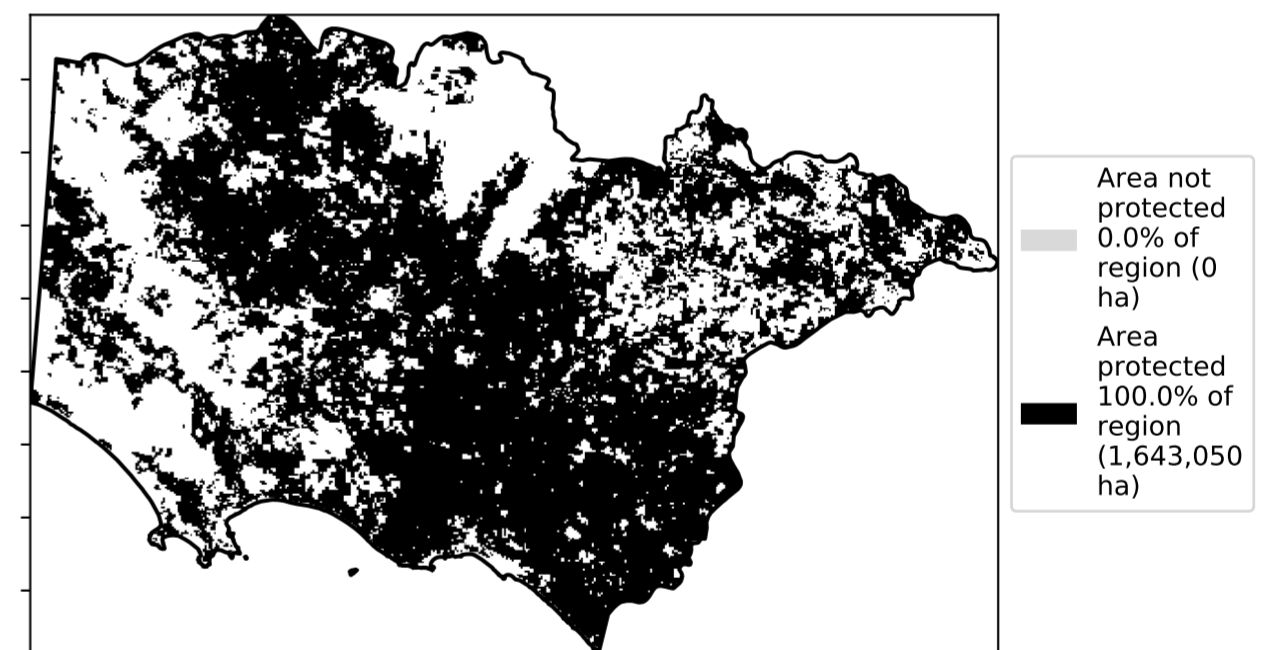 Area not
protected
0.0% of
region (0
ha)
Area
protected
100.0% of
region
(1,643,050
ha)